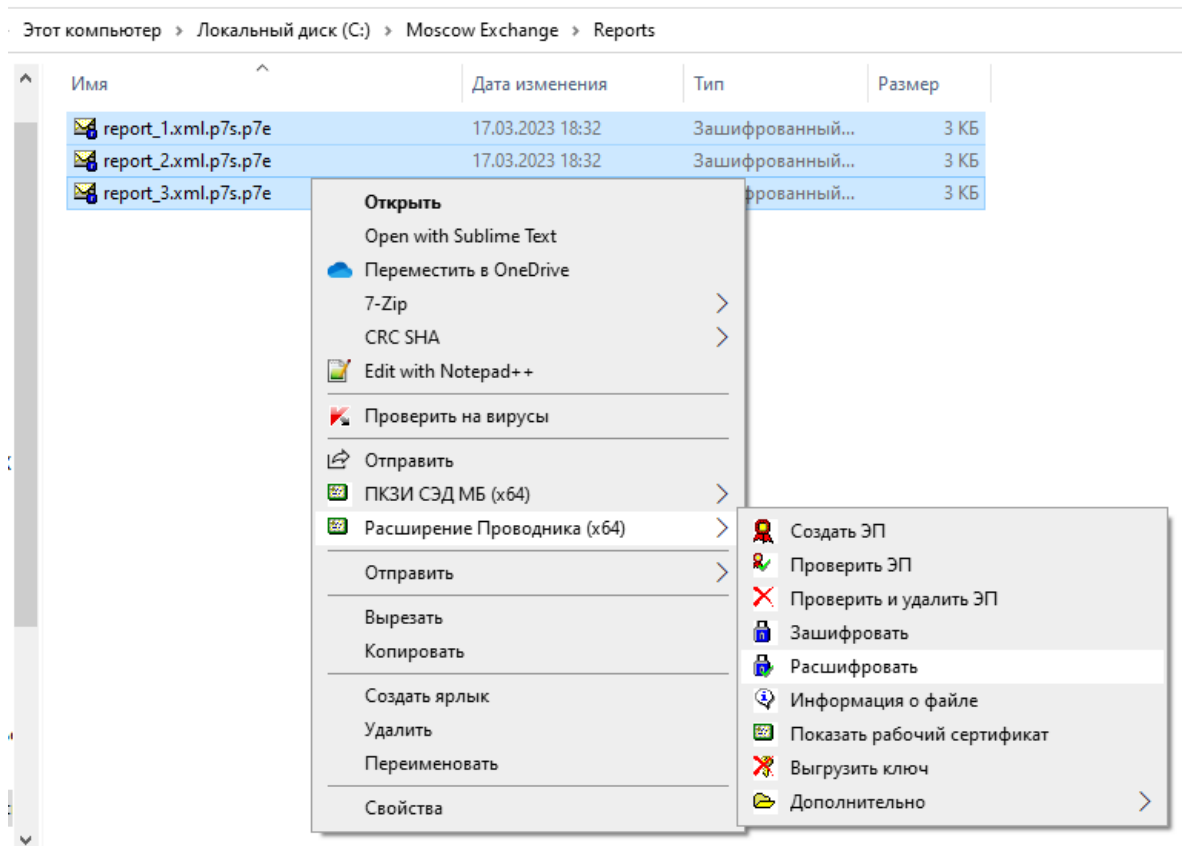 Этот компьютер > Локальный диск (C:) > Moscow Exchange > Reports
Имя Дата изменения Тип Размер
report_1.xml.p7s.p7e 17.03.2023 18:32 Зашифрованный... 3 КБ
report_2.xml.p7s.p7e 17.03.2023 18:32 Зашифрованный... 3 КБ
report_3.xml.p7s.p7e фрованный... 3 КБ
Открыть
Open with Sublime Text
Переместить в OneDrive
7-Zip
CRC SHA
Edit with Notepad++
Проверить на вирусы
Отправить
ПКЗИ СЭД МБ (x64)
Расширение Проводника (x64)
Отправить
Вырезать
Копировать
Создать ярлык
Удалить
Переименовать
Свойства
Создать ЭП
Проверить ЭП
Проверить и удалить ЭП
Зашифровать
Расшифровать
Информация о файле
Показать рабочий сертификат
Выгрузить ключ
Дополнительно